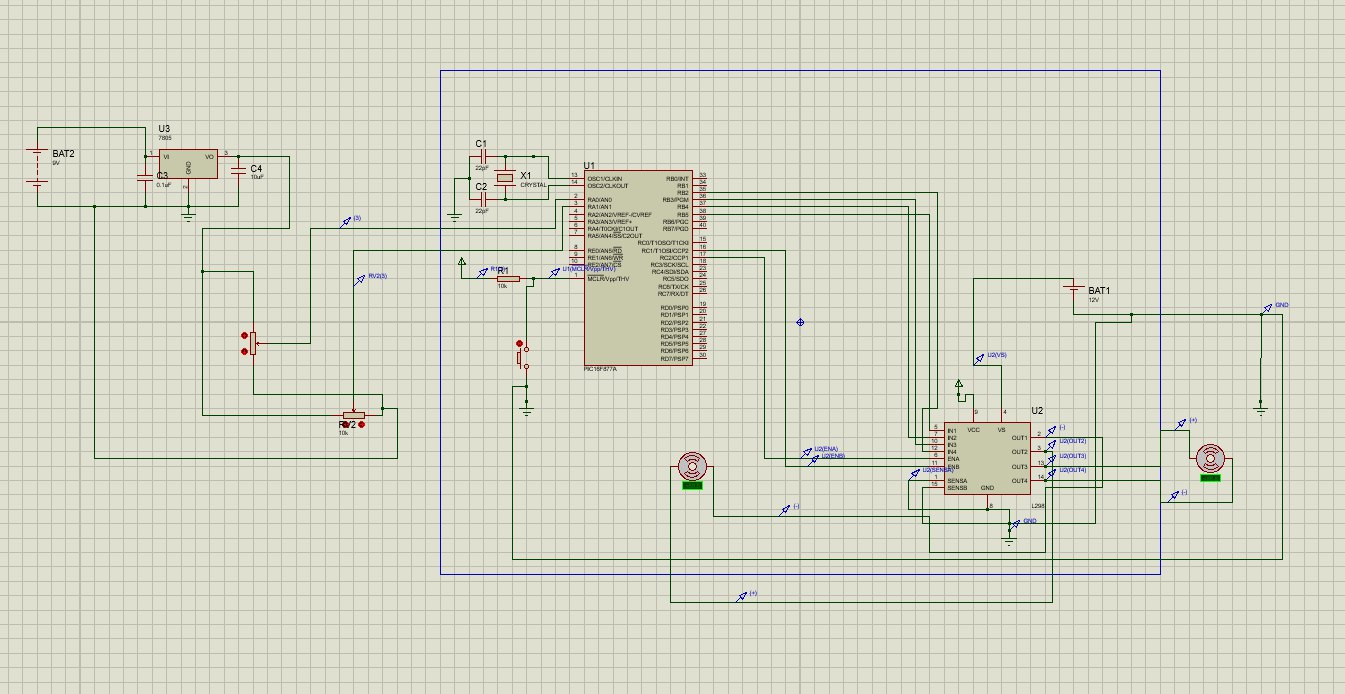 U3
7805
BAT2
9V
1
VI
VO
3
GND
2
C3
0.1uF
C4
10uF
C1
22pF
C2
22pF
X1
CRYSTAL
U1
13
OSC1/CLKIN
14
OSC2/CLKOUT
2
RA0/AN0
3
RA1/AN1
4
RA2/AN2/VREF-/CVREF
5
RA3/AN3/VREF+
6
RA4/T0CKI/C1OUT
7
RA5/AN4/SS/C2OUT
8
RE0/AN5/RD
9
RE1/AN6/WR
10
RE2/AN7/CS
1
MCLR/Vpp/THV
RB0/INT
33
RB1
34
RB2
35
RB3/PGM
36
RB4
37
RB5
38
RB6/PGC
39
RB7/PGD
40
RC0/T1OSO/T1CKI
15
RC1/T1OSI/CCP2
16
RC2/CCP1
17
RC3/SCK/SCL
18
RC4/SDI/SDA
23
RC5/SDO
24
RC6/TX/CK
25
RC7/RX/DT
26
RD0/PSP0
19
RD1/PSP1
20
RD2/PSP2
21
RD3/PSP3
22
RD4/PSP4
27
RD5/PSP5
28
RD6/PSP6
29
RD7/PSP7
30
PIC16F877A
(3)
RV2(3)
R1
10k
U1(MCLR/Vpp/THV)
RV2
10k
BAT1
12V
GND
U2(VS)
U2
9
4
VCC
VS
5
IN1
7
IN2
10
IN3
12
IN4
6
ENA
11
ENB
1
SENSA
15
SENSB
GND
8
OUT1
2
OUT2
3
OUT3
13
OUT4
14
L298
U2(ENA)
U2(ENB)
U2(SENSA)
(-)
U2(OUT2)
U2(OUT3)
U2(OUT4)
GND
(+)
(-)
(-)
(+)